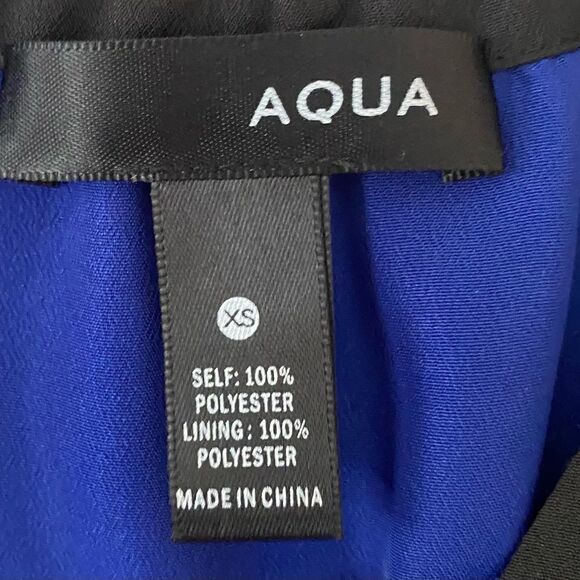 AQUA
XS
SELF: 100%
POLYESTER
LINING: 100%
POLYESTER
MADE IN CHINA